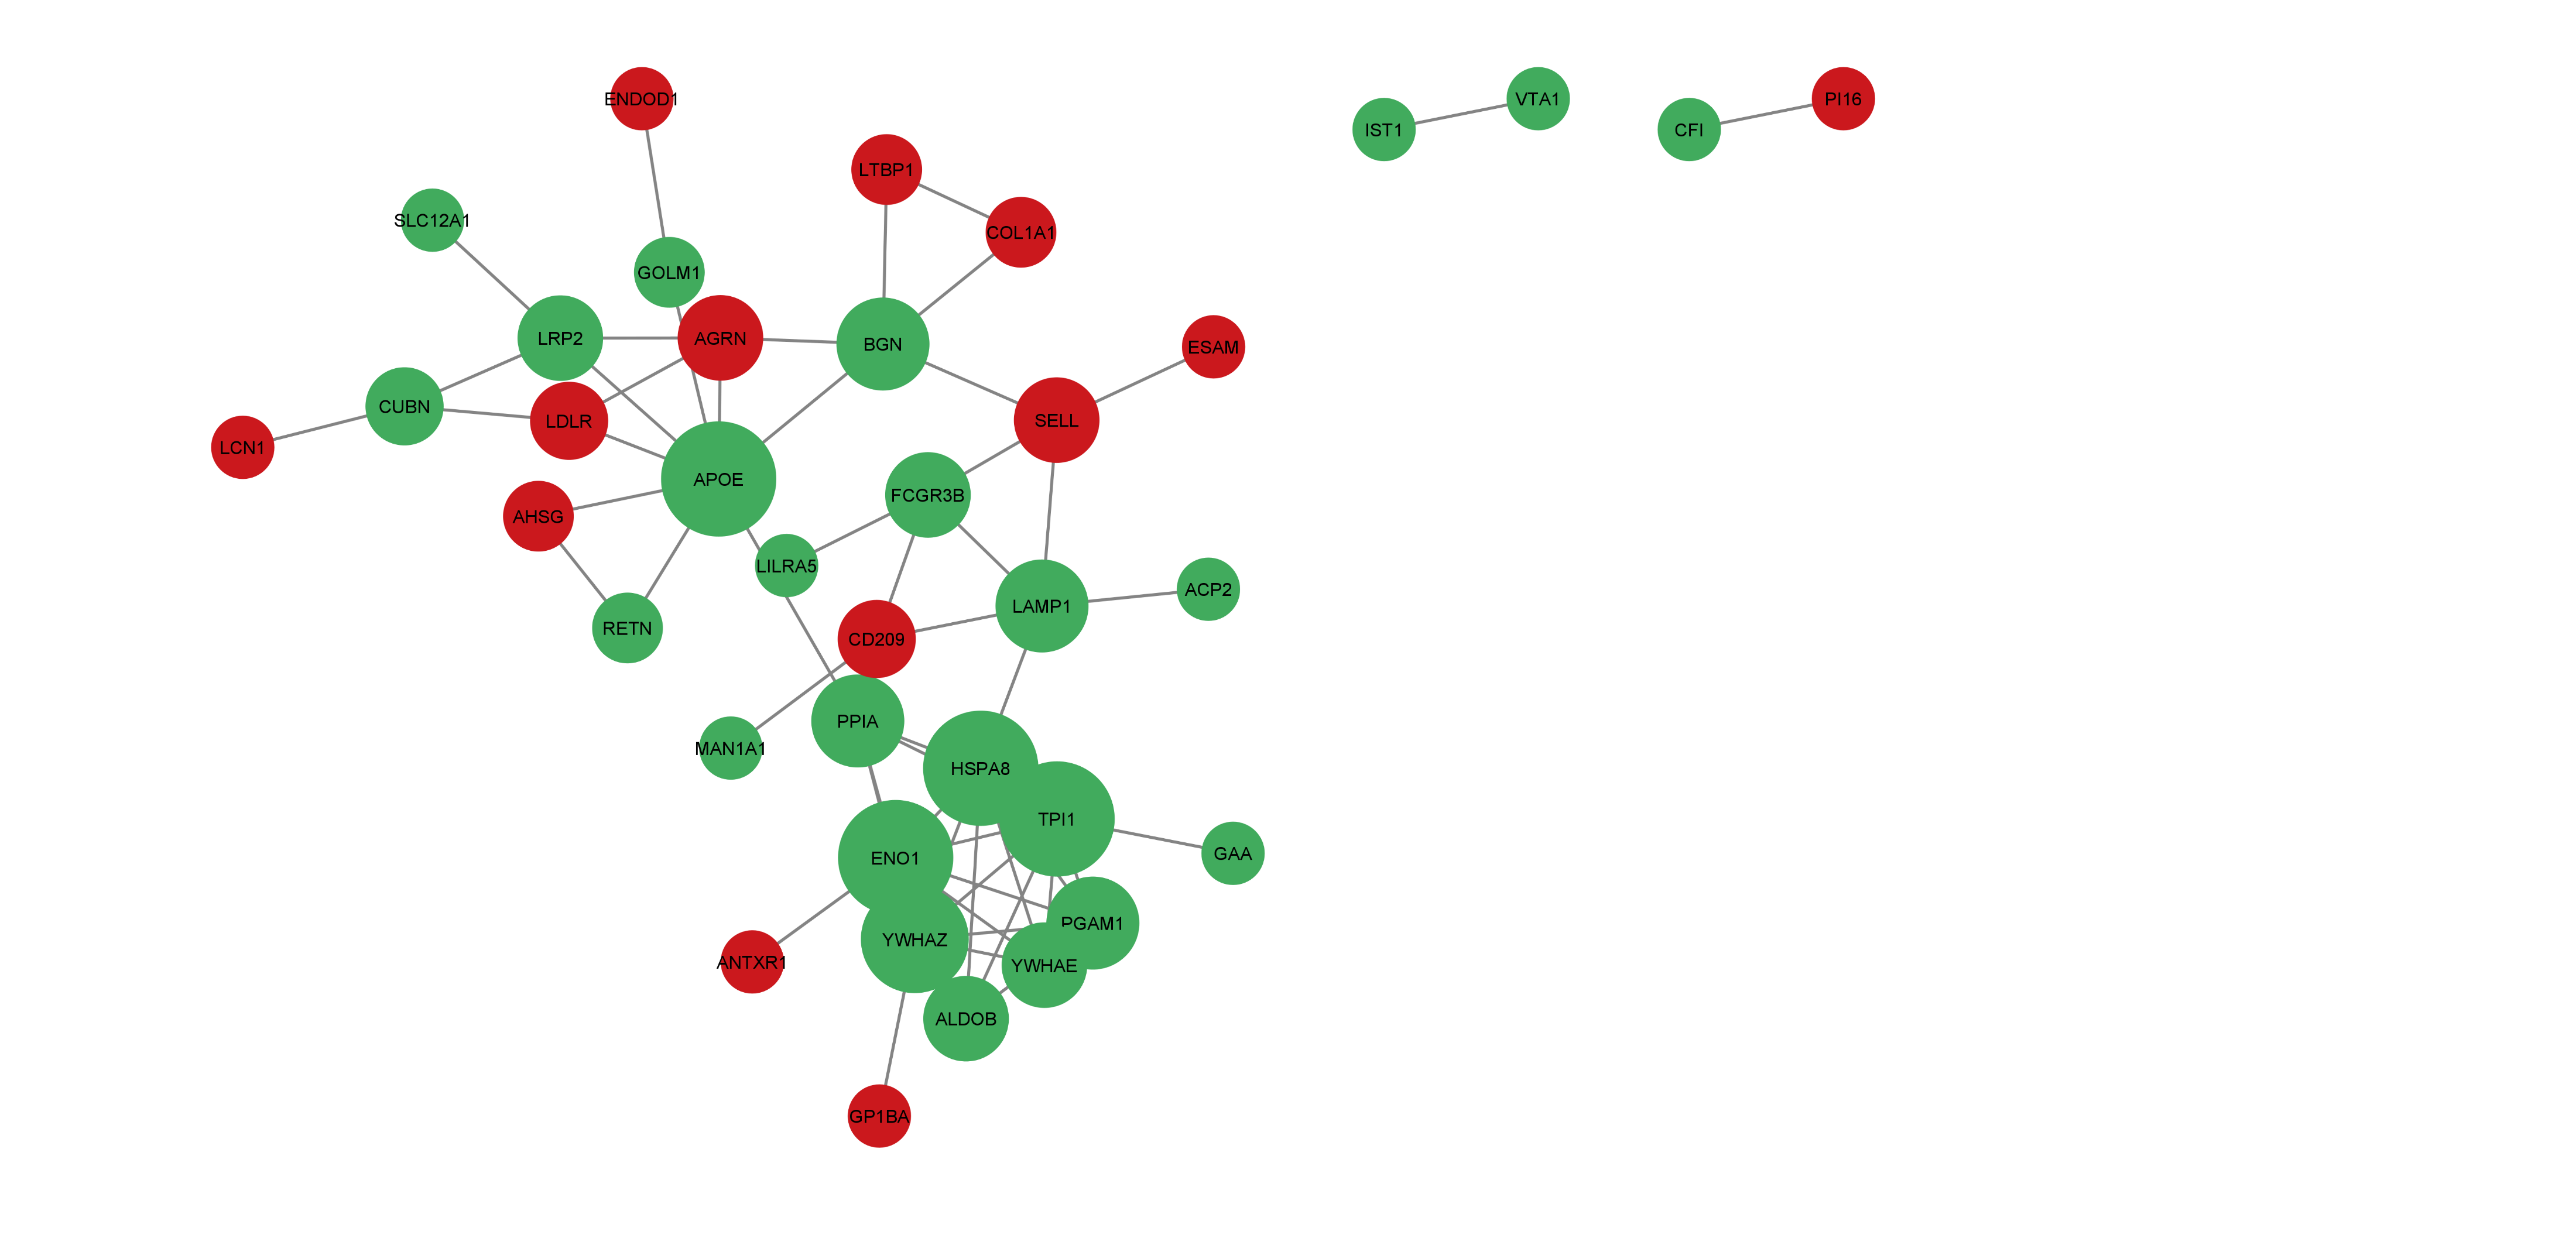 ENDOD1
VTA1
PI16
IST1
CFI
LTBP1
SLC12A1
COL1A1
GOLM1
LRP2
AGRN
BGN
ESAM
CUBN
LDLR
SELL
LCN1
APOE
FCGR3B
AHSG
LILRA5
ACP2
LAMP1
RETN
CD209
PPIA
MAN1A1
HSPA8
TPI1
ENO1
GAA
PGAM1
YWHAZ
ANTXR1
YWHAE
ALDOB
GP1BA